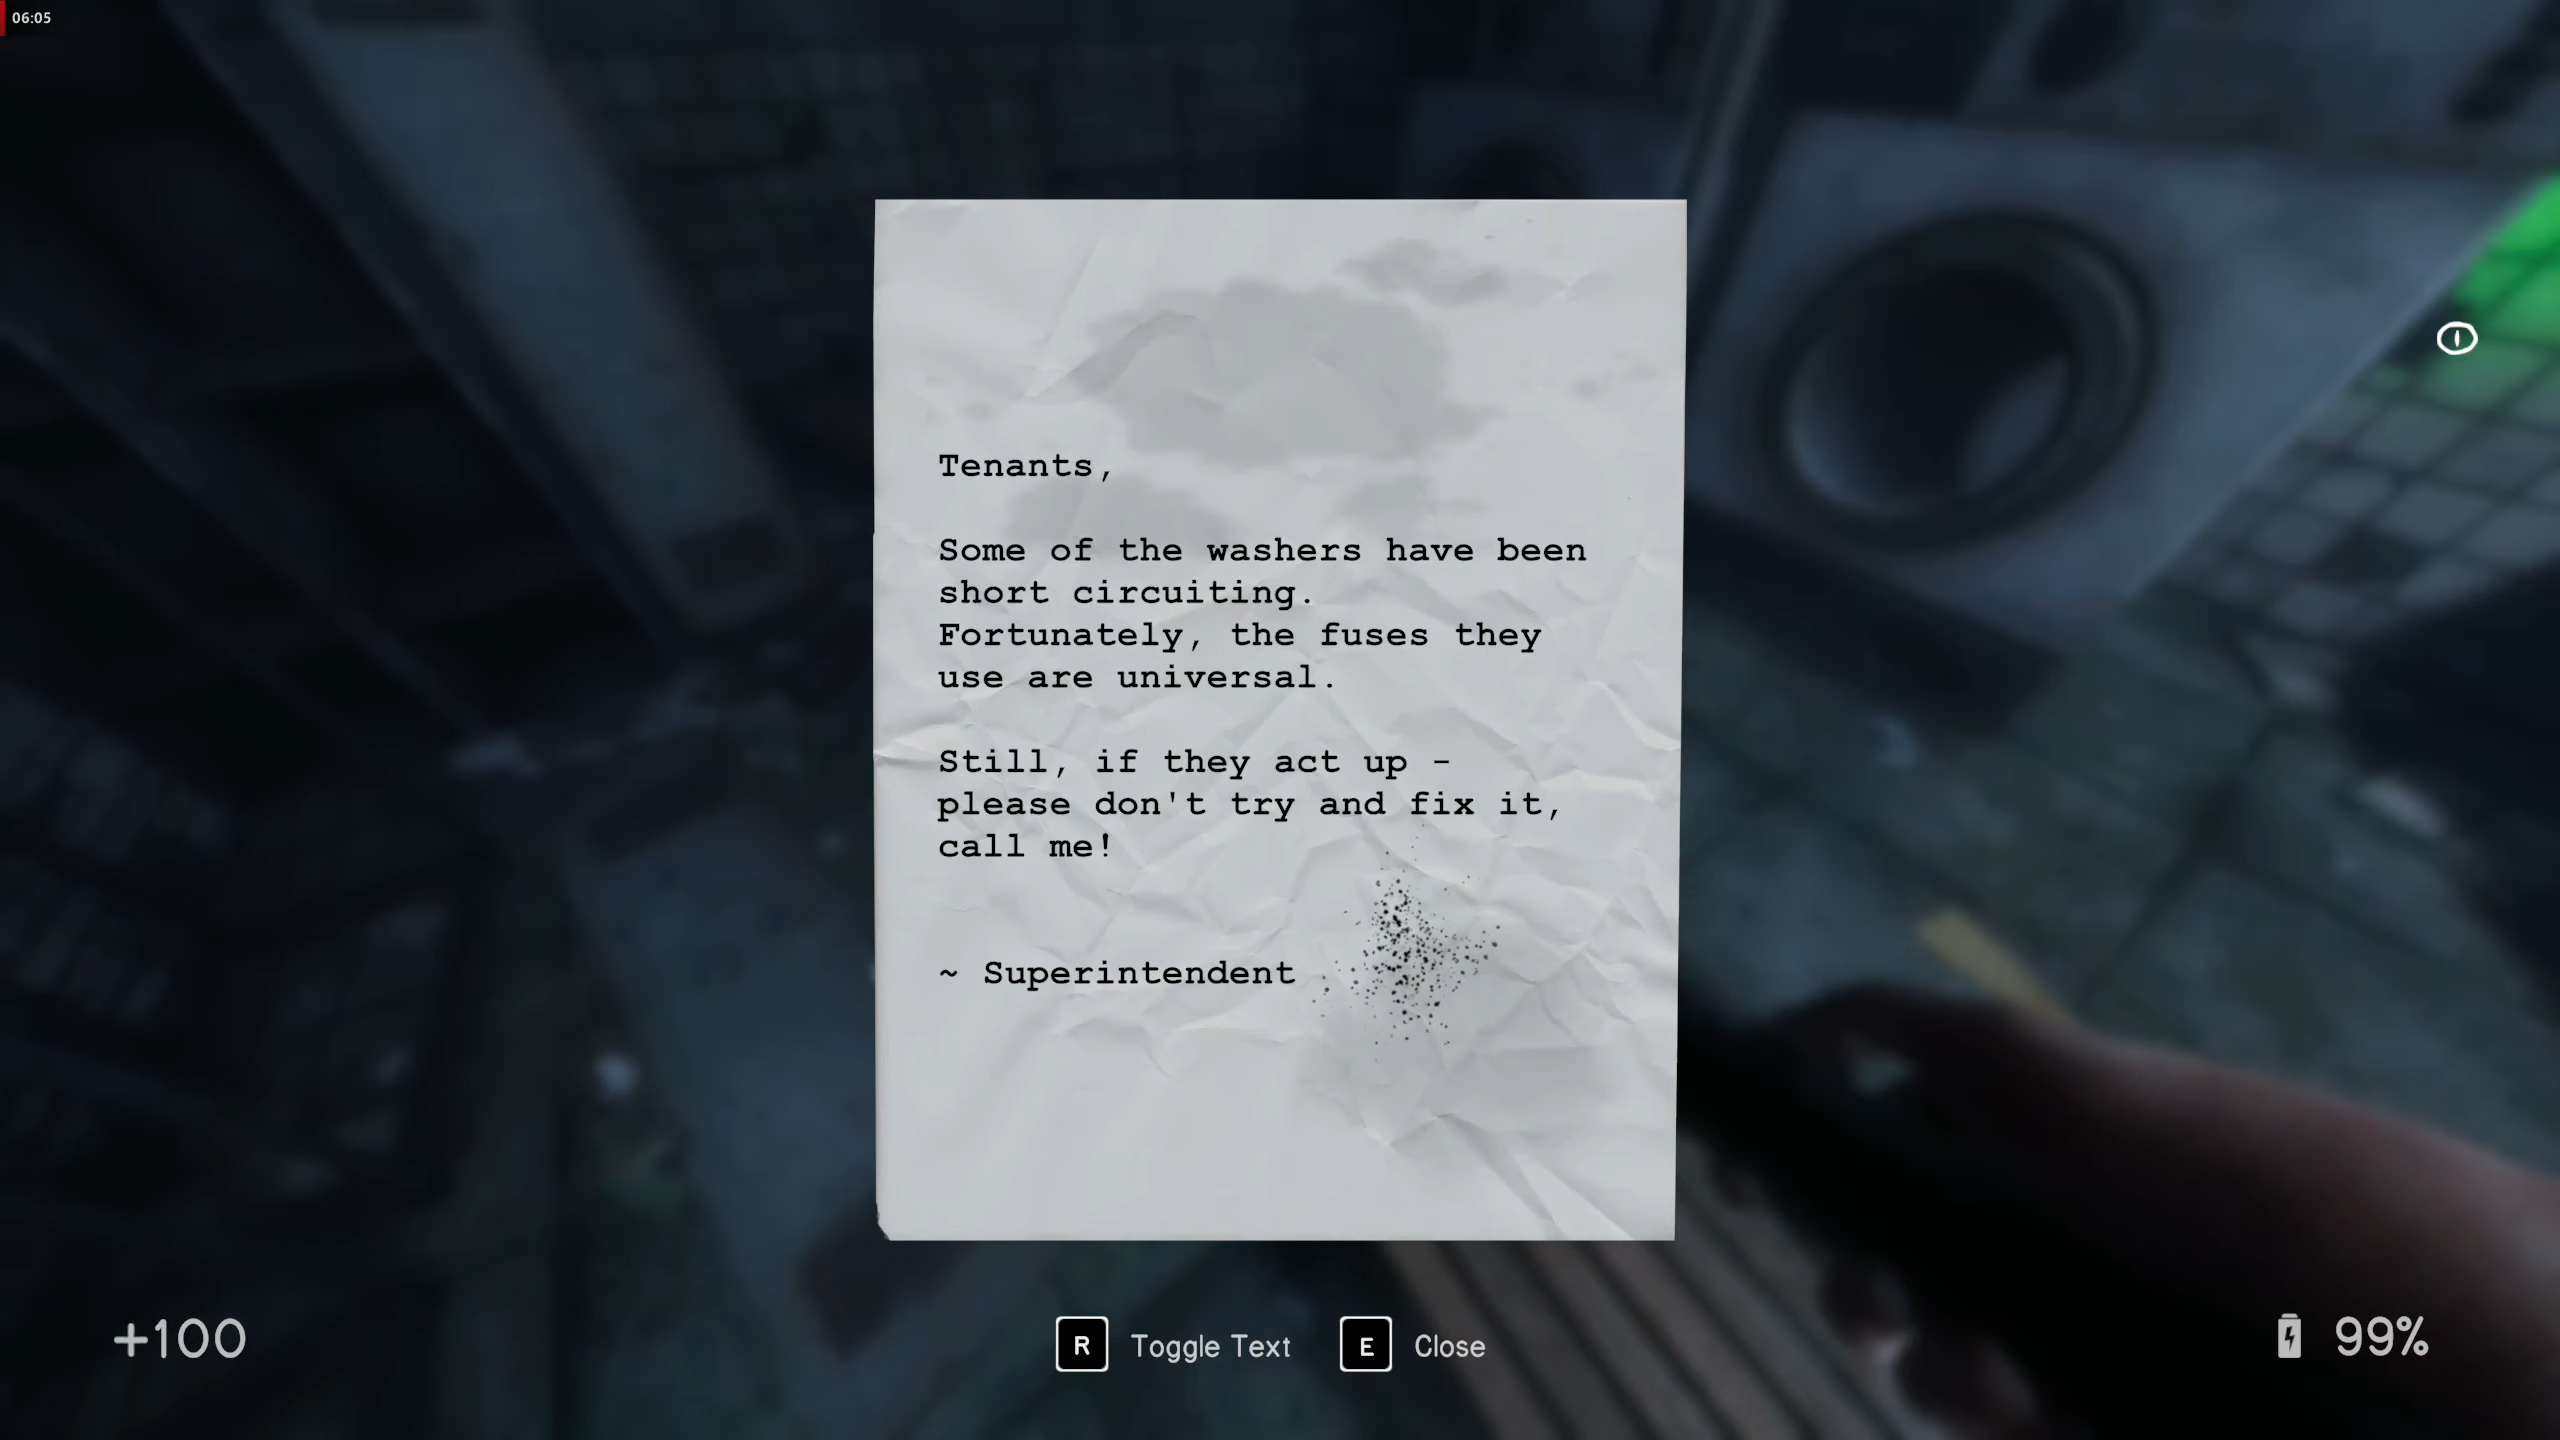 06:05
Tenants,
Some of the washers have been
short circuiting.
Fortunately, the fuses they
use are universal.
Still, if they act up -
please don't try and fix it,
call me!
~ Superintendent
+100
R Toggle Text E Close
99%